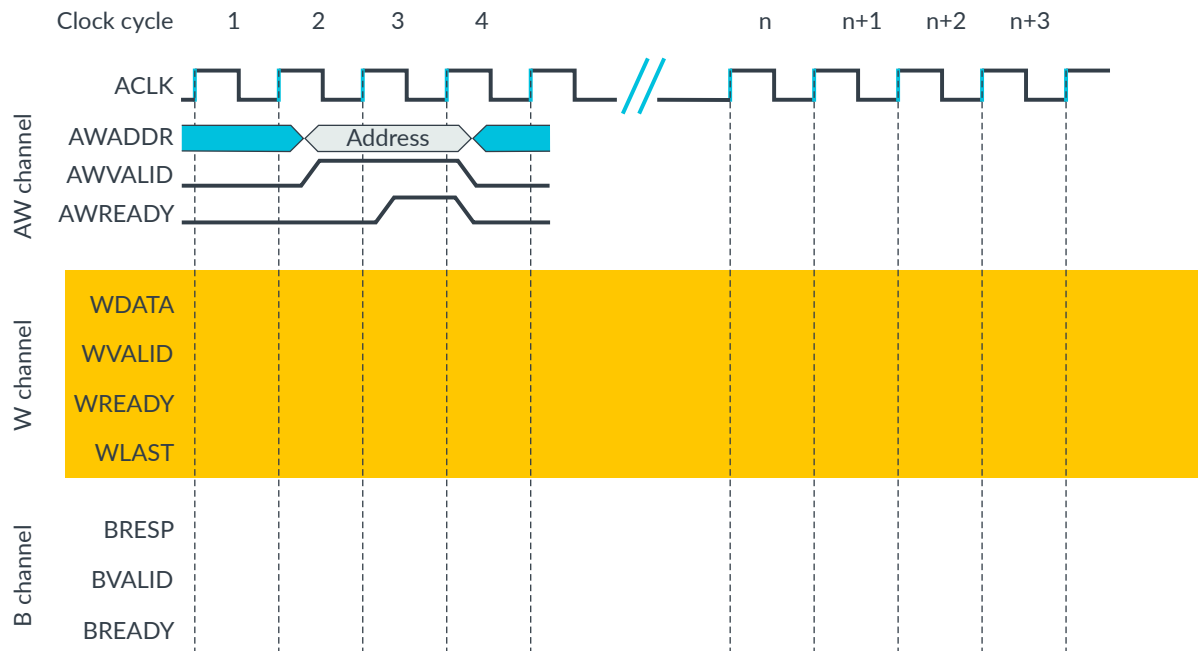 Clock cycle 1 2 3 4 n n+1 n+2 n+3
ACLK
AW channel
AWADDR Address
AWVALID
AWREADY
W channel
WDATA
WVALID
WREADY
WLAST
B channel
BRESP
BVALID
BREADY